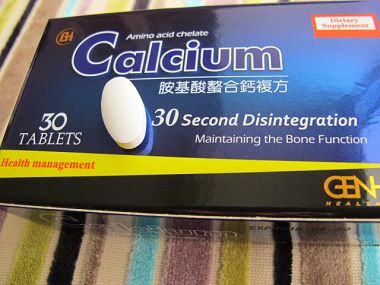 Amino acid chelate
Dietary
Supplement
Calcium
胺基酸螯合鈣複方
30
TABLETS
30 Second Disintegration
Maintaining the Bone Function
Health management
GEN
HEALTH